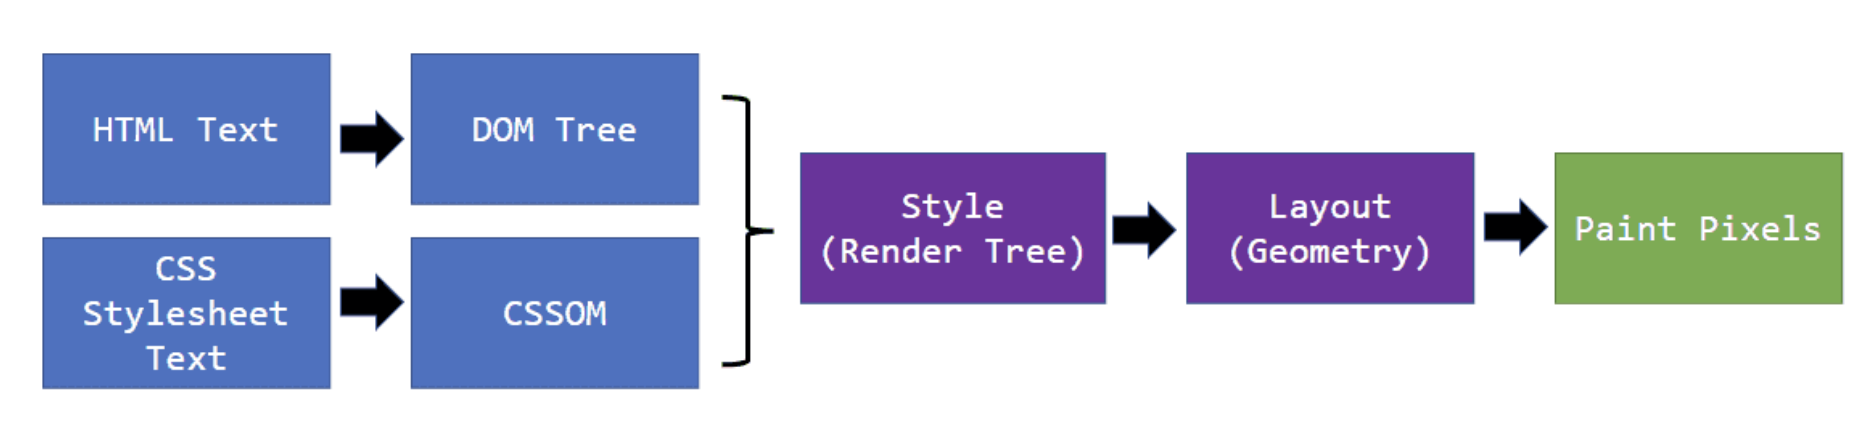 HTML Text
DOM Tree
CSS
Stylesheet
Text
CSSOM
Style
(Render Tree)
Layout
(Geometry)
Paint Pixels